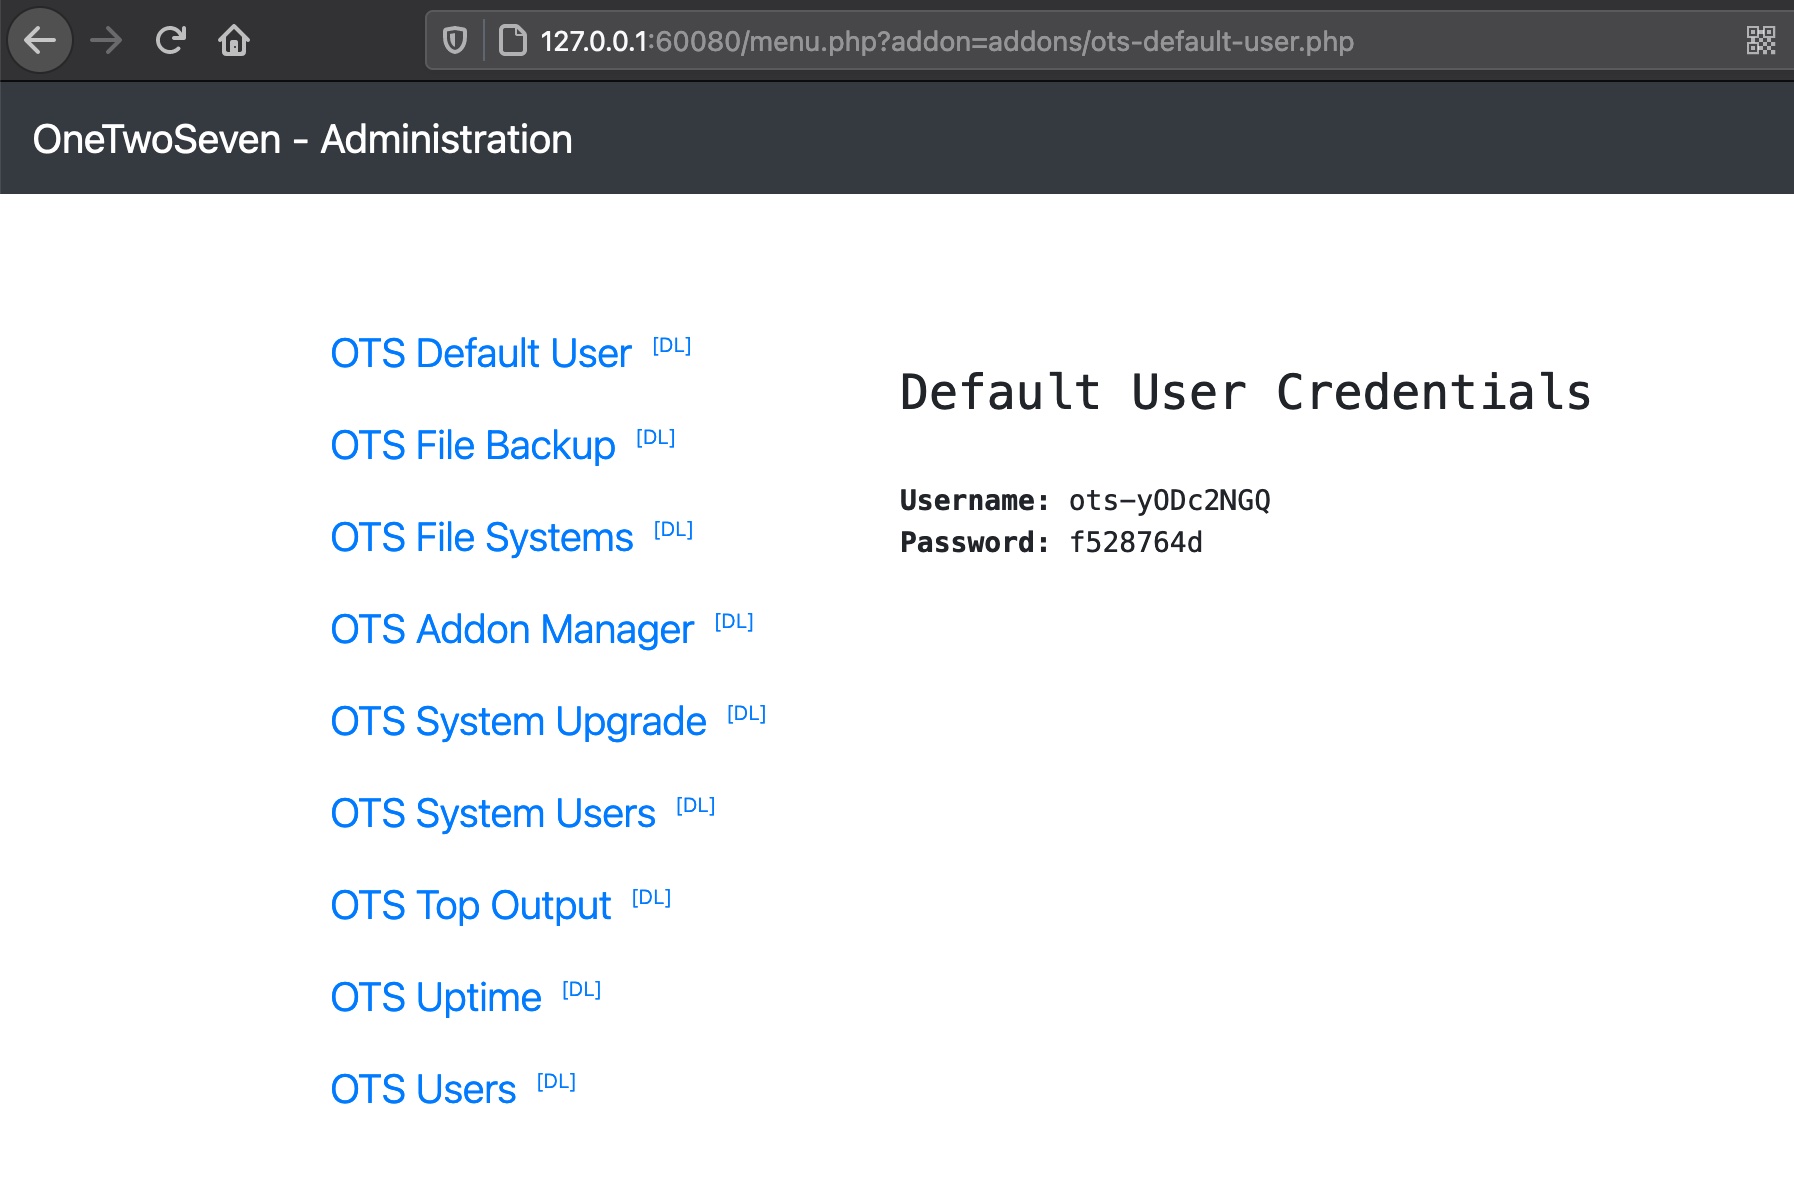 127.0.0.1:60080/menu.php?addon=addons/ots-default-user.php
OneTwoSeven - Administration
OTS Default User [DL]
OTS File Backup [DL]
OTS File Systems [DL]
OTS Addon Manager [DL]
OTS System Upgrade [DL]
OTS System Users [DL]
OTS Top Output [DL]
OTS Uptime [DL]
OTS Users [DL]
Default User Credentials
Username: ots-yODc2NGQ
Password: f528764d